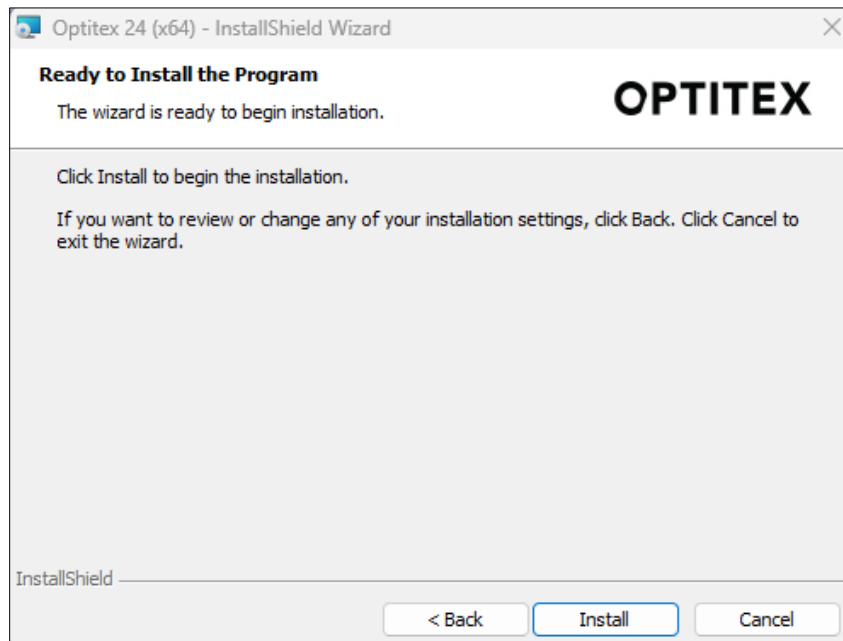 Optitex 24 (x64) - InstallShield Wizard
Ready to Install the Program
The wizard is ready to begin installation.
OPTITEX
Click Install to begin the installation.
If you want to review or change any of your installation settings, click Back. Click Cancel to
exit the wizard.
InstallShield
< Back
Install
Cancel